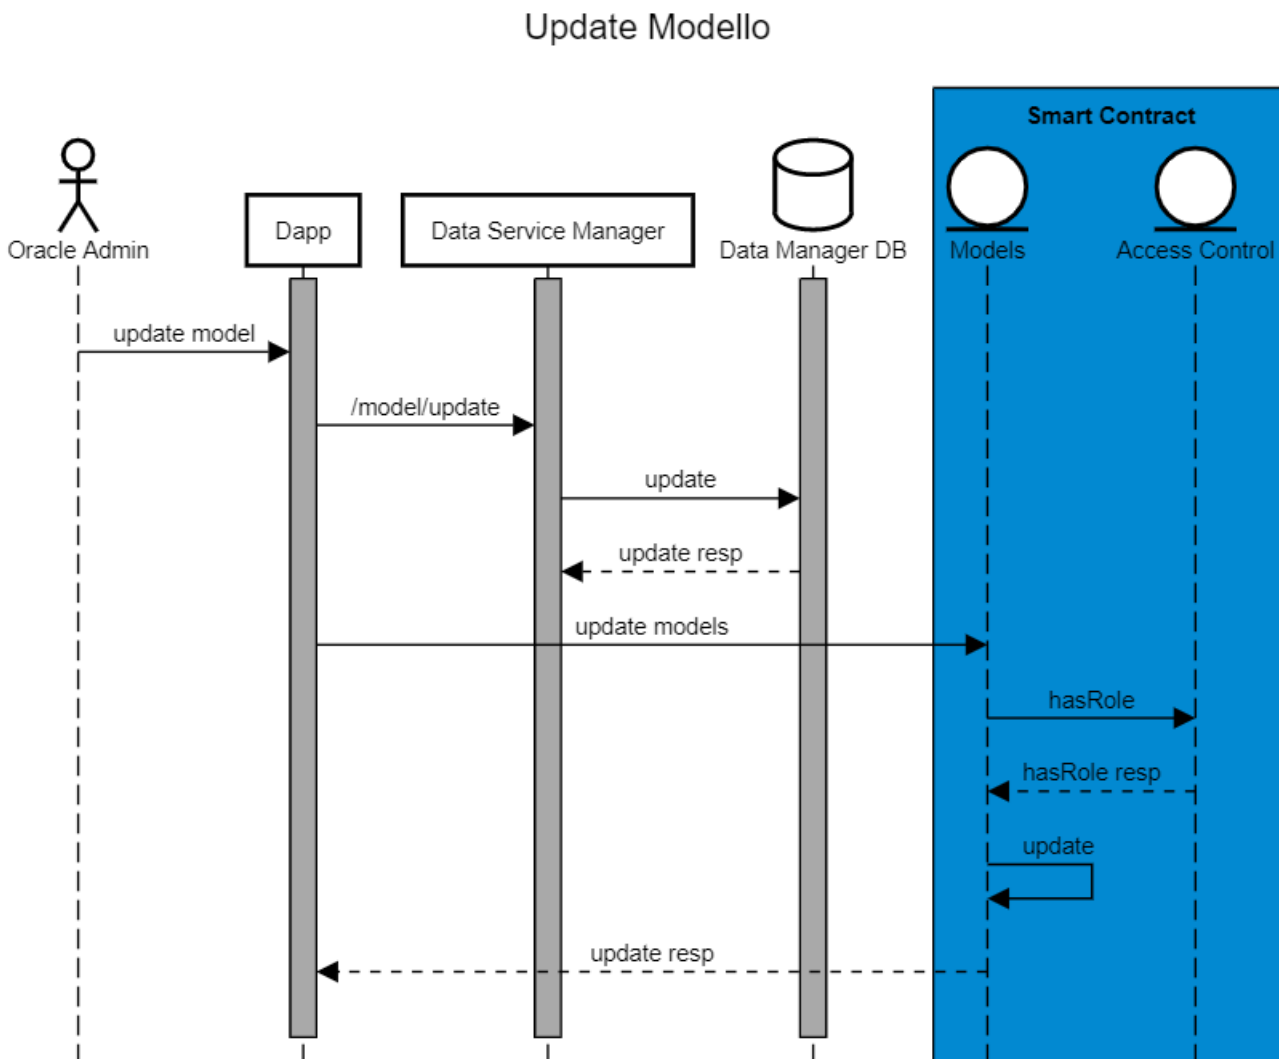 Update Modello
Smart Contract
Oracle Admin
Dapp
Data Service Manager
Data Manager DB
Models
Access Control
update model
/model/update
update
update resp
update models
hasRole
hasRole resp
update
update resp